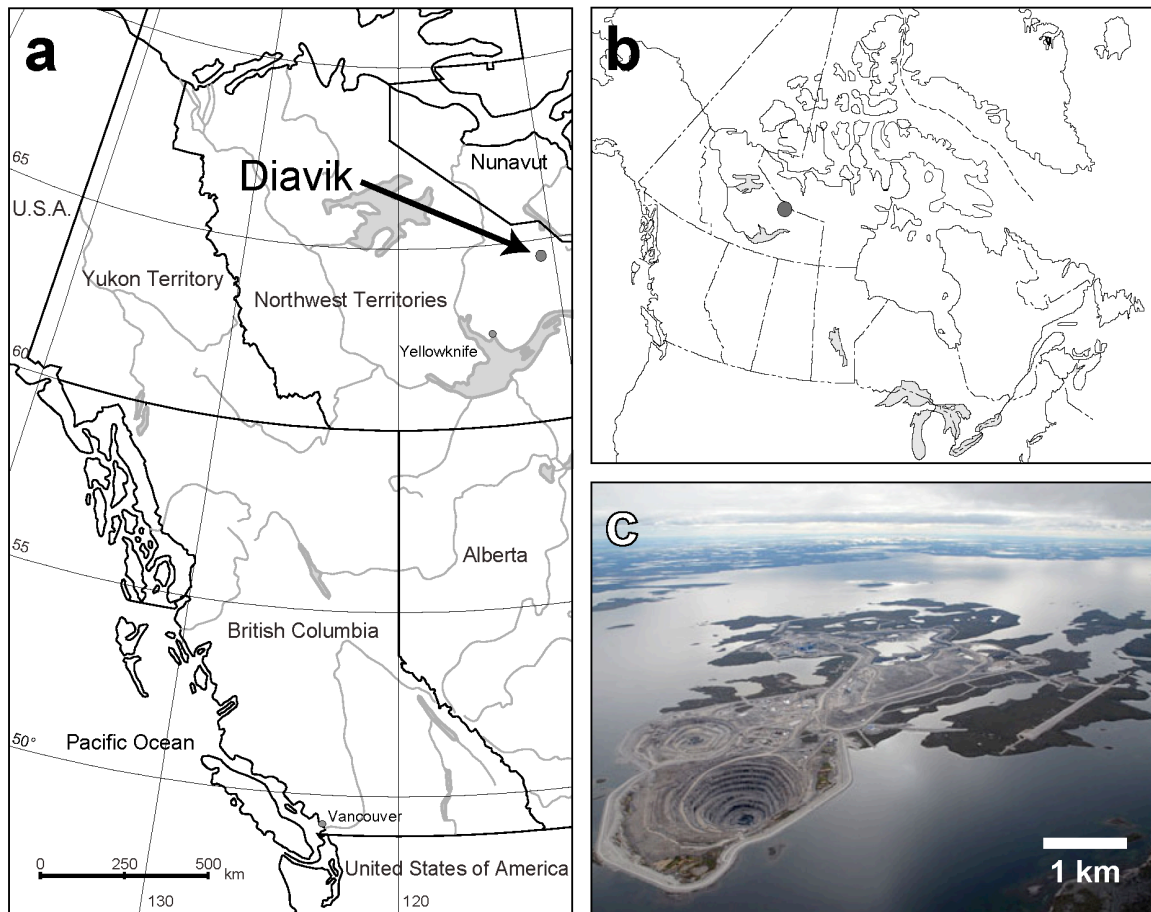 a
65
U.S.A.
Nunavut
Diavik
Yukon Territory
Northwest Territories
Yellowknife
60
55
Alberta
British Columbia
50°
Pacific Ocean
Vancouver
0 250 500
km
United States of America
130
120
b
c
1 km